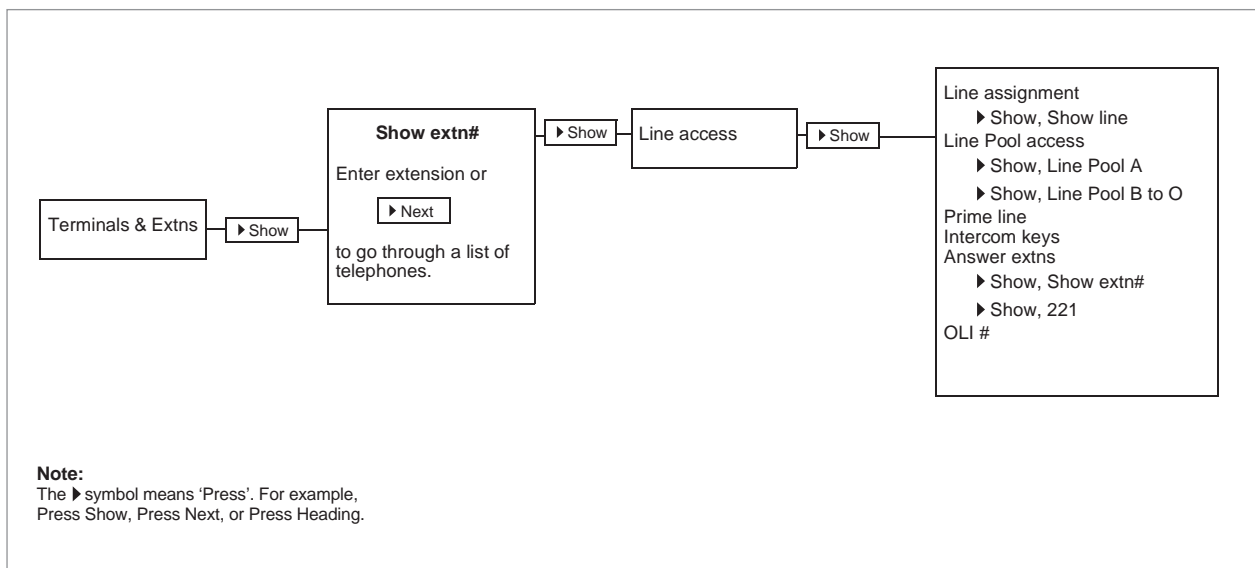 Terminals & Extns
▶ Show
Show extn#
Enter extension or
▶ Next
to go through a list of
telephones.
▶ Show
Line access
▶ Show
Line assignment
▶ Show, Show line
Line Pool access
▶ Show, Line Pool A
▶ Show, Line Pool B to O
Prime line
Intercom keys
Answer extns
▶ Show, Show extn#
▶ Show, 221
OLI #
Note:
The ▶ symbol means ‘Press’. For example,
Press Show, Press Next, or Press Heading.